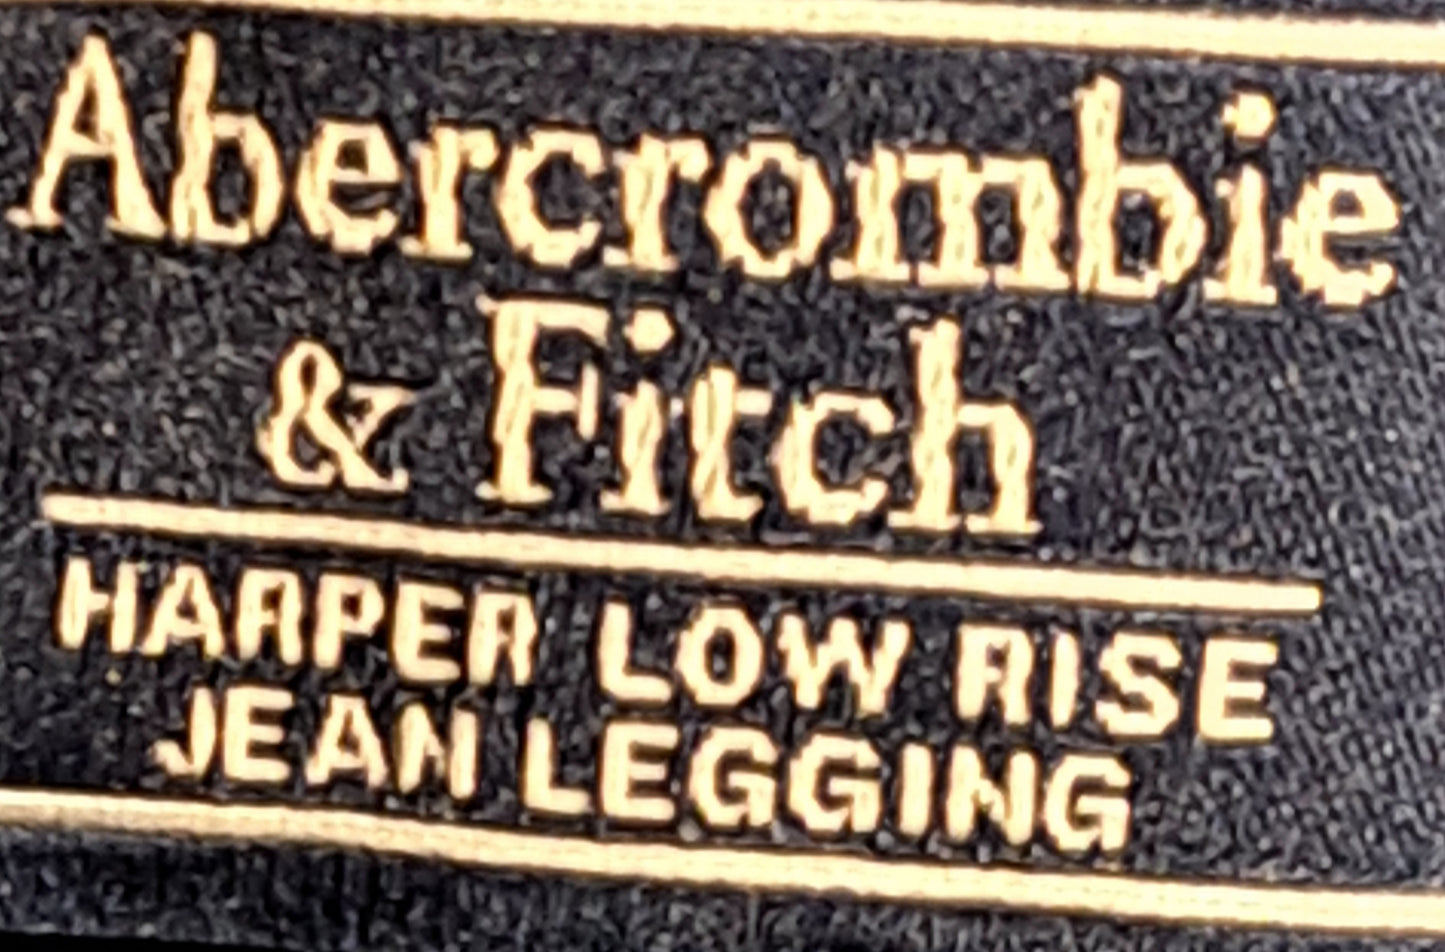 Abercrombie
& Fitch
HARPER LOW RISE
JEAN LEGGING